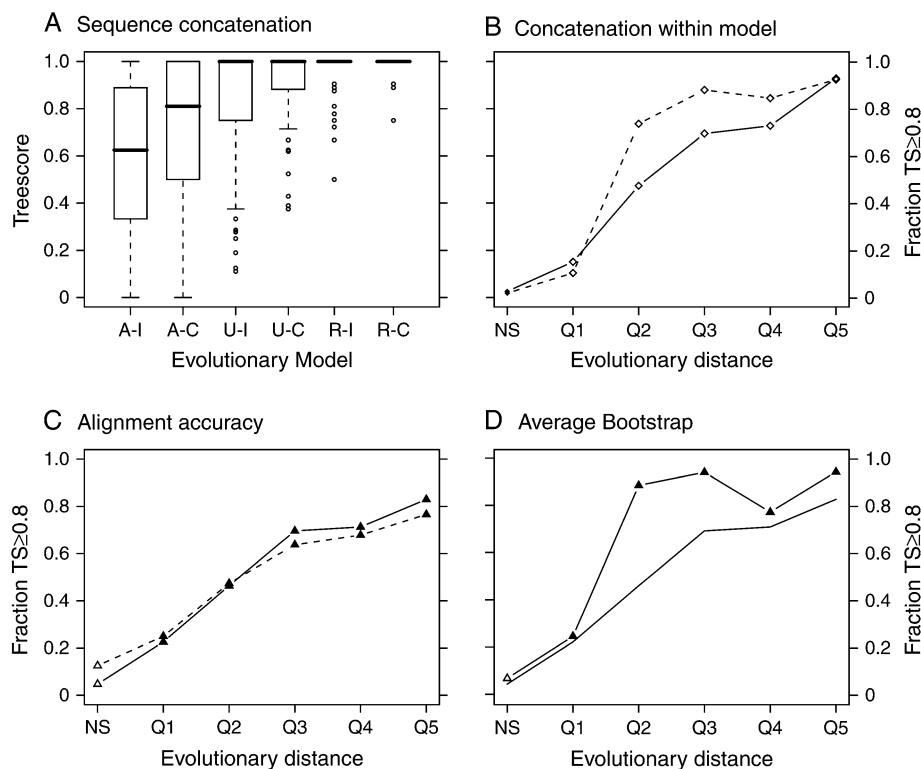 A Sequence concatenation
1.0
0.8
0.6
0.4
0.2
0
Treescore
A-I A-C U-I U-C R-I R-C
Evolutionary Model
B Concatenation within model
1.0
0.8
0.6
0.4
0.2
0
Fraction TS≥0.8
NS Q1 Q2 Q3 Q4 Q5
Evolutionary distance
C Alignment accuracy
1.0
0.8
0.6
0.4
0.2
0
Fraction TS≥0.8
NS Q1 Q2 Q3 Q4 Q5
Evolutionary distance
D Average Bootstrap
1.0
0.8
0.6
0.4
0.2
0
Fraction TS≥0.8
NS Q1 Q2 Q3 Q4 Q5
Evolutionary distance